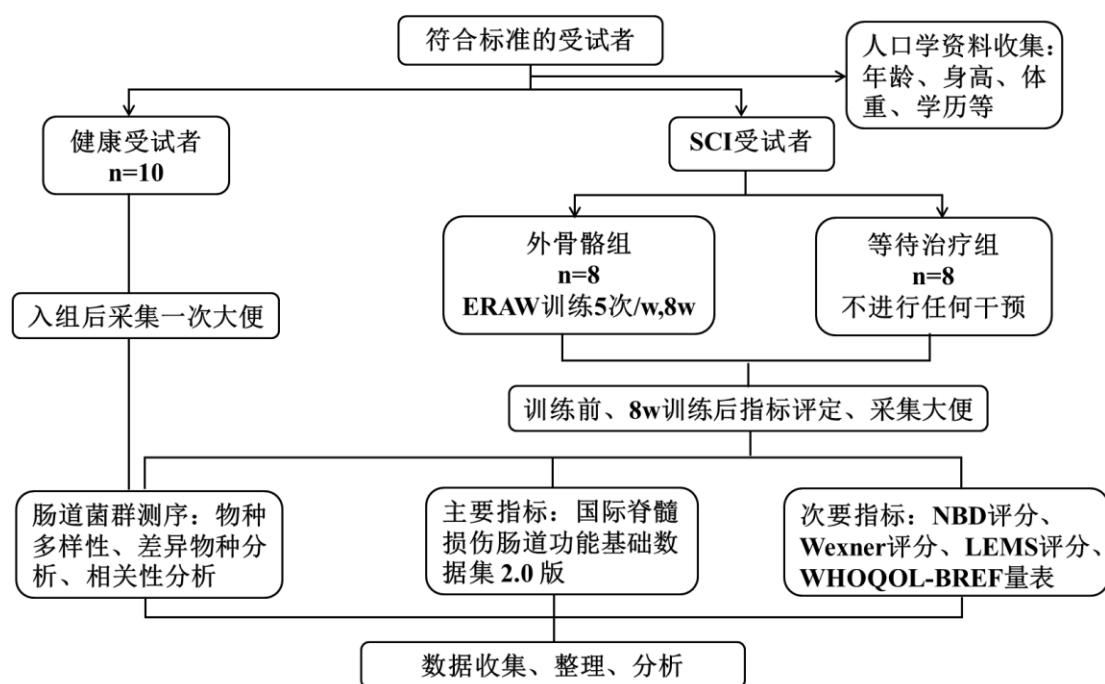 符合标准的受试者
人口学资料收集：
年龄、身高、体
重、学历等
健康受试者
n=10
SCI受试者
外骨骼组
n=8
ERAW训练5次/w,8w
等待治疗组
n=8
不进行任何干预
入组后采集一次大便
训练前、8w训练后指标评定、采集大便
肠道菌群测序：物种
多样性、差异物种分
析、相关性分析
主要指标：国际脊髓
损伤肠道功能基础数
据集 2.0 版
次要指标：NBD评分、
Wexner评分、LEMS评分、
WHOQOL-BREF量表
数据收集、整理、分析